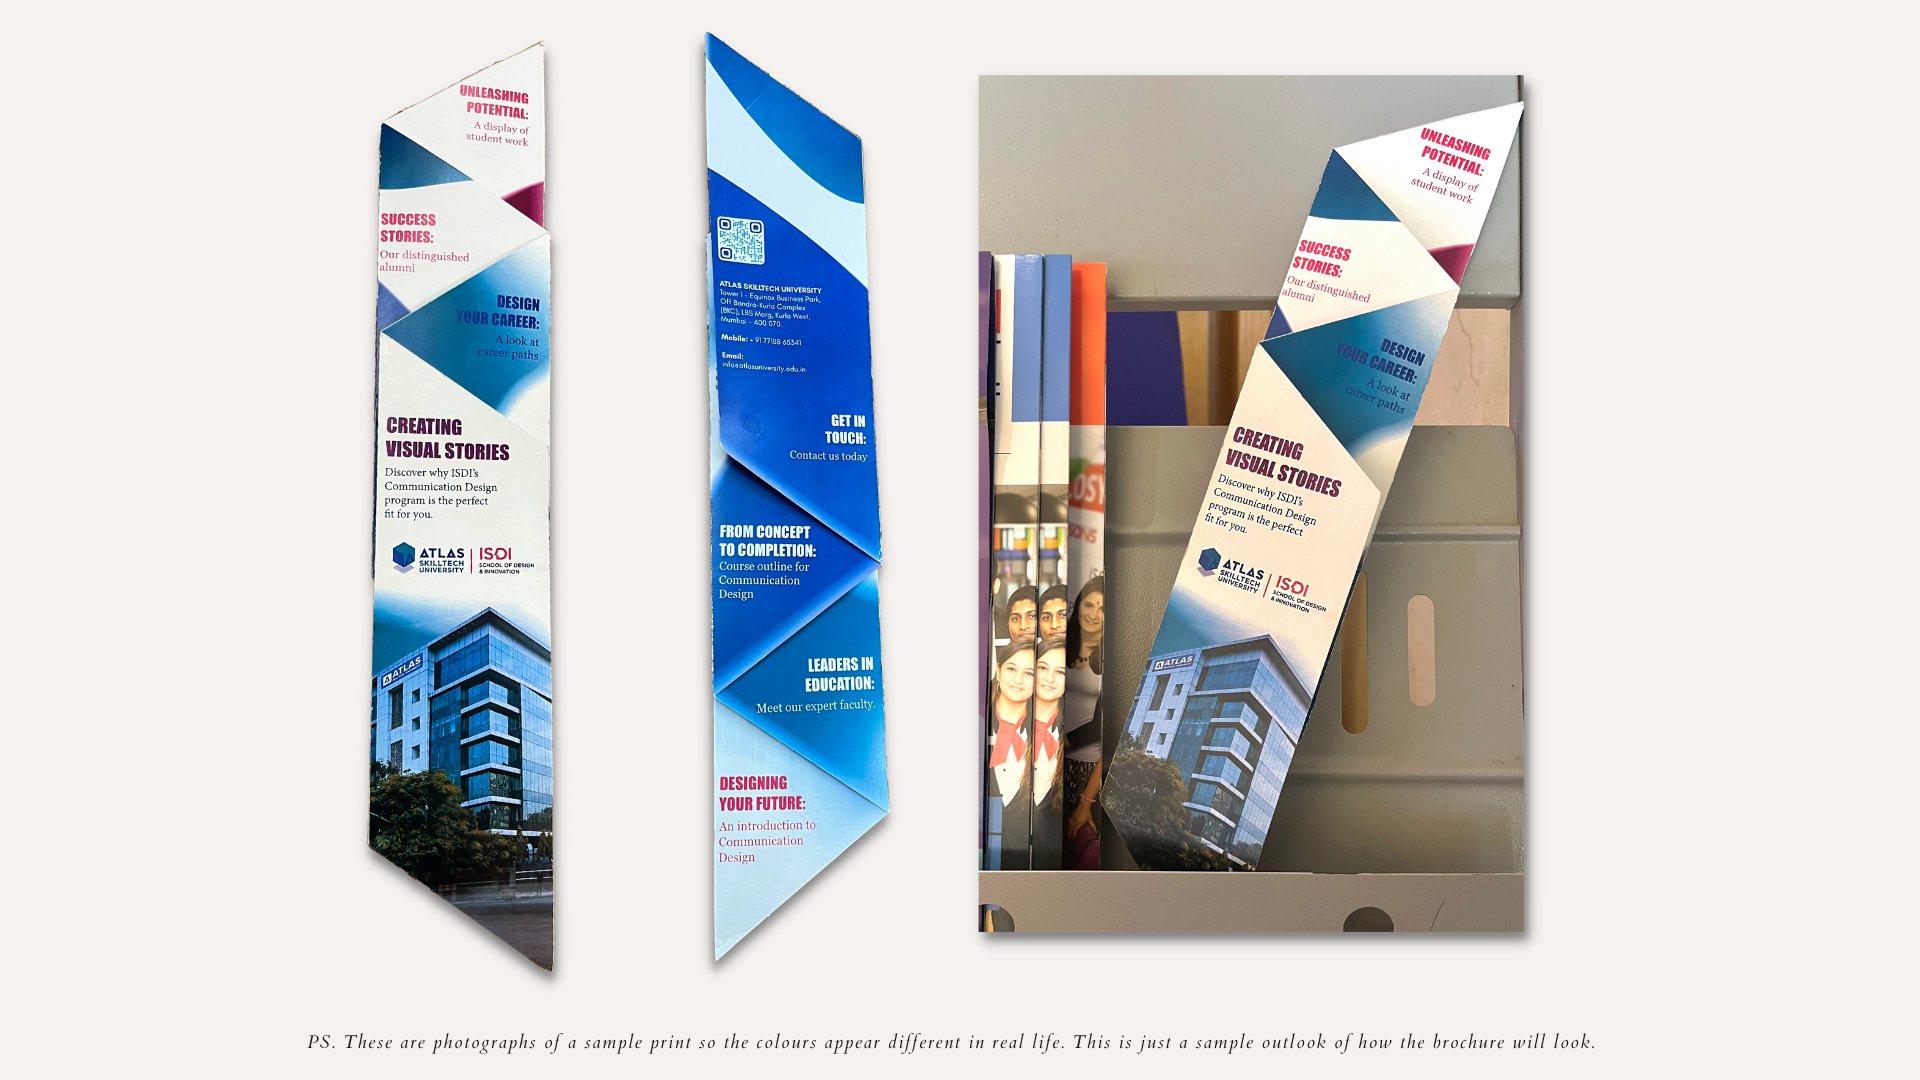 UNLEASHING
POTENTIAL:
A display of
student work
SUCCESS
STORIES:
Our distinguished
alumni
DESIGN
YOUR CAREER:
A look at
career paths
CREATING
VISUAL STORIES
Discover why ISDI's
Communication Design
program is the perfect
fit for you.
ATLAS
SKILLTECH
UNIVERSITY
ISDI
SCHOOL OF DESIGN
& INNOVATION
ATLAS
ATLAS SKILLTECH UNIVERSITY
Tower 1 - Equinox Business Park,
Off Bandra-Kurla Complex
(BKC), LBS Marg, Kurla West,
Mumbai - 400 070.
Mobile: + 91 77188 65341
Email:
info@atlasuniversity.edu.in
GET IN
TOUCH:
Contact us today
FROM CONCEPT
TO COMPLETION:
Course outline for
Communication
Design
LEADERS IN
EDUCATION:
Meet our expert faculty.
DESIGNING
YOUR FUTURE:
An introduction to
Communication
Design
UNLEASHING
POTENTIAL:
A display of
student work
SUCCESS
STORIES:
Our distinguished
alumni
DESIGN
YOUR CAREER:
A look at
career paths
CREATING
VISUAL STORIES
Discover why ISDI's
Communication Design
program is the perfect
fit for you.
ATLAS
SKILLTECH
UNIVERSITY
ISDI
SCHOOL OF DESIGN
& INNOVATION
ATLAS
PS. These are photographs of a sample print so the colours appear different in real life. This is just a sample outlook of how the brochure will look.